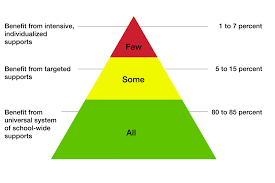 Benefit from intensive,
individualized
supports
Few
1 to 7 percent
Benefit from targeted
supports
Some
5 to 15 percent
Benefit from
universal system
of school-wide
supports
All
80 to 85 percent